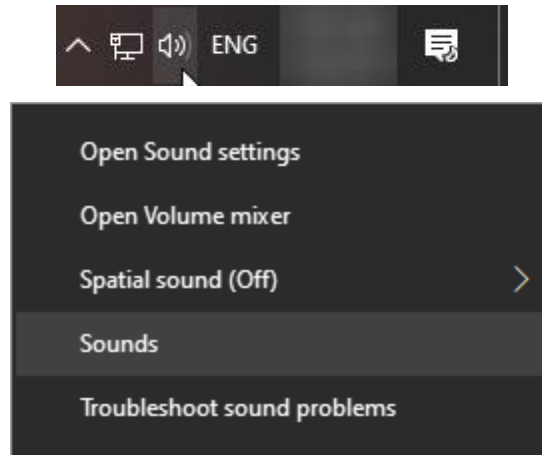 ENG
Open Sound settings
Open Volume mixer
Spatial sound (Off)
Sounds
Troubleshoot sound problems